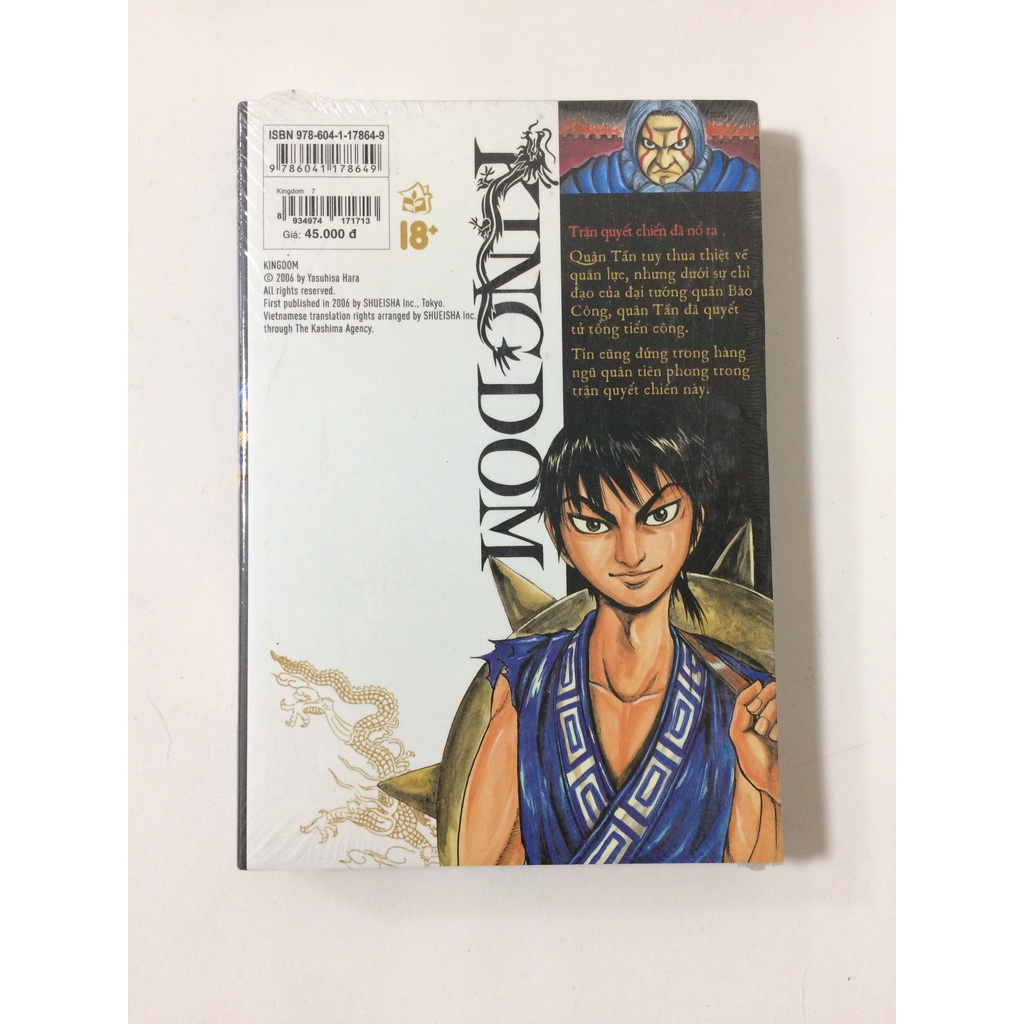 ISBN 978-604-1-17864-9
9 786041 178649
Kingdom 7
8 934974 171713
Giá: 45.000 đ
18+
KINGDOM
© 2006 by Yasuhisa Hara
All rights reserved.
First published in 2006 by SHUEISHA Inc., Tokyo.
Vietnamese translation rights arranged by SHUEISHA Inc.
through The Kashima Agency.
KINGDOM
Trận quyết chiến đã nổ ra
Quân Tần tuy thua thiệt về
quân lực, nhưng dưới sự chỉ
đạo của đại tướng quân Bào
Công, quân Tần đã quyết
tử tổng tiến công.
Tín cũng đứng trong hàng
ngũ quân tiên phong trong
trận quyết chiến này.